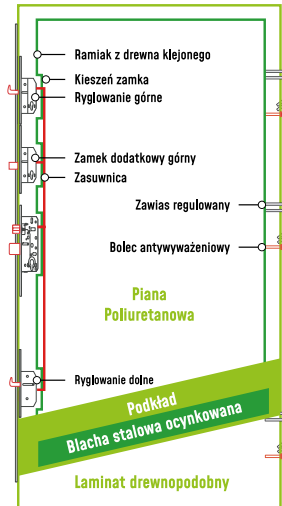 Ramiak z drewna klejonego
Kieszeń zamka
Ryglowanie górne
Zamek dodatkowy górny
Zasuwnica
Zawias regulowany
Bolec antywyważeniowy
Piana
Poliuretanowa
Ryglowanie dolne
Podkład
Blacha stalowa ocynkowana
Laminat drewnopodobny